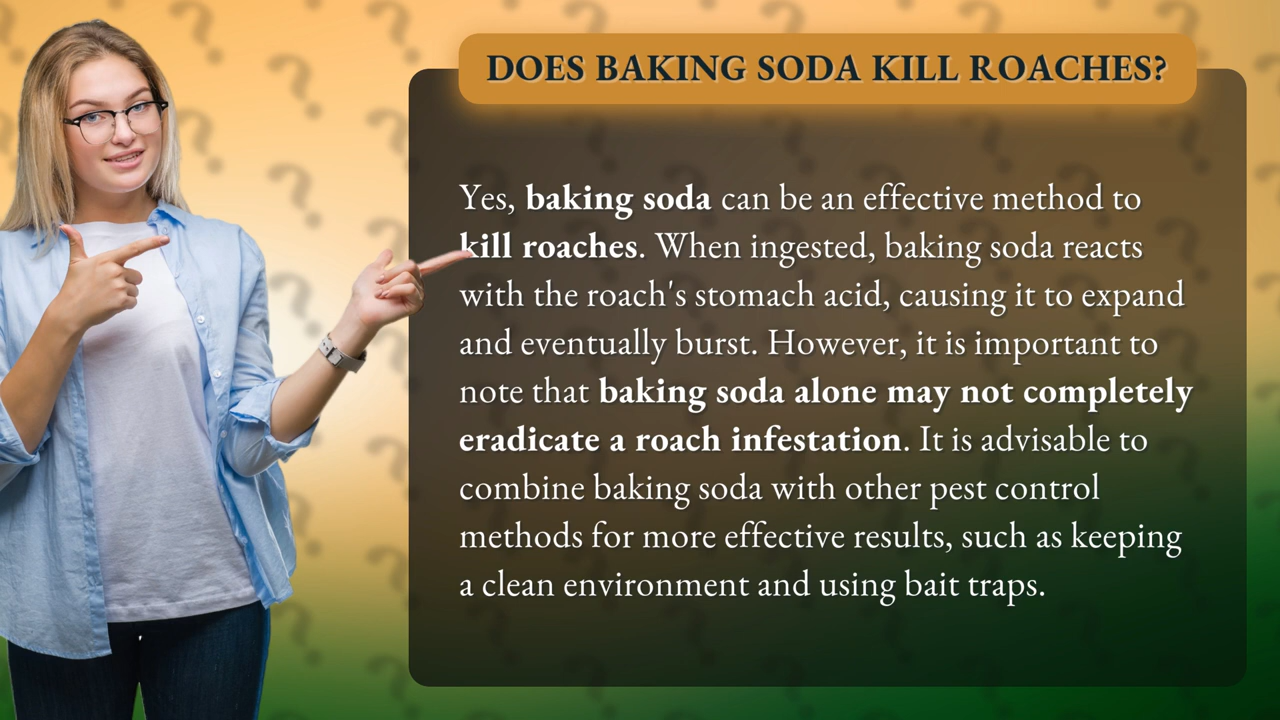 DOES BAKING SODA KILL ROACHES?
Yes, baking soda can be an effective method to
kill roaches. When ingested, baking soda reacts
with the roach's stomach acid, causing it to expand
and eventually burst. However, it is important to
note that baking soda alone may not completely
eradicate a roach infestation. It is advisable to
combine baking soda with other pest control
methods for more effective results, such as keeping
a clean environment and using bait traps.